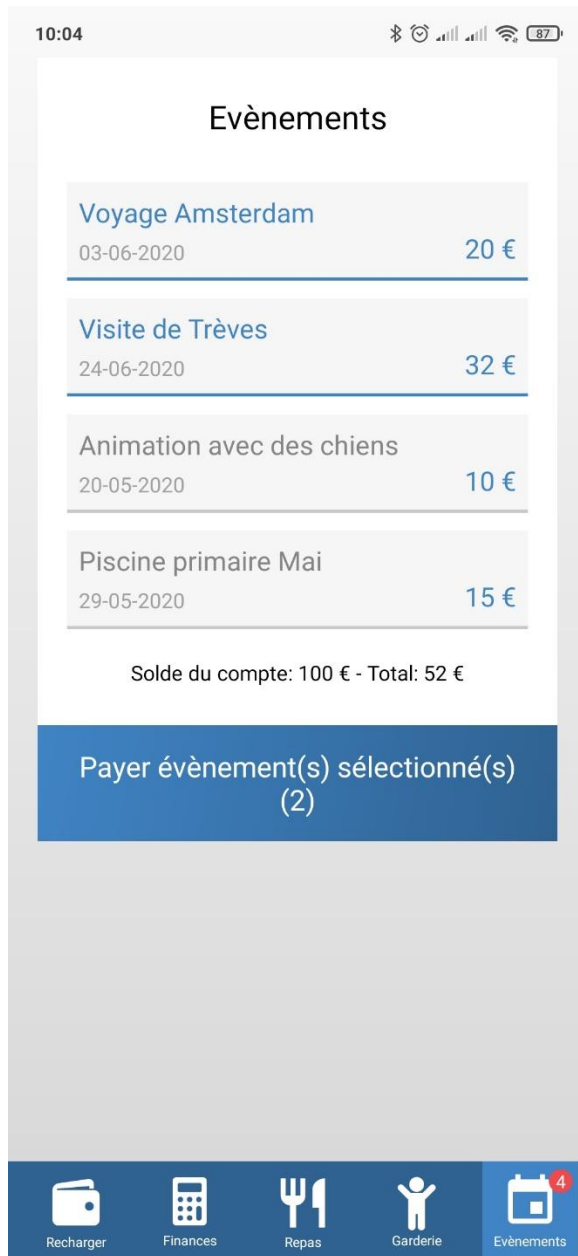 10:04
87
Evènements
Voyage Amsterdam
03-06-2020
20 €
Visite de Trèves
24-06-2020
32 €
Animation avec des chiens
20-05-2020
10 €
Piscine primaire Mai
29-05-2020
15 €
Solde du compte: 100 € - Total: 52 €
Payer évènement(s) sélectionné(s)
(2)
4
Recharger
Finances
Repas
Garderie
Evènements